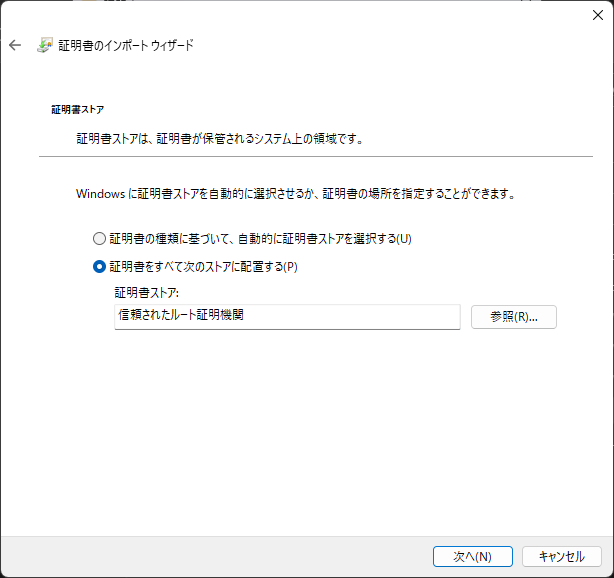 証明書のインポート ウィザード
証明書ストア
証明書ストアは、証明書が保管されるシステム上の領域です。
Windows に証明書ストアを自動的に選択させるか、証明書の場所を指定することができます。
証明書の種類に基づいて、自動的に証明書ストアを選択する(U)
証明書をすべて次のストアに配置する(P)
証明書ストア:
信頼されたルート証明機関
参照(R)...
次へ(N)
キャンセル